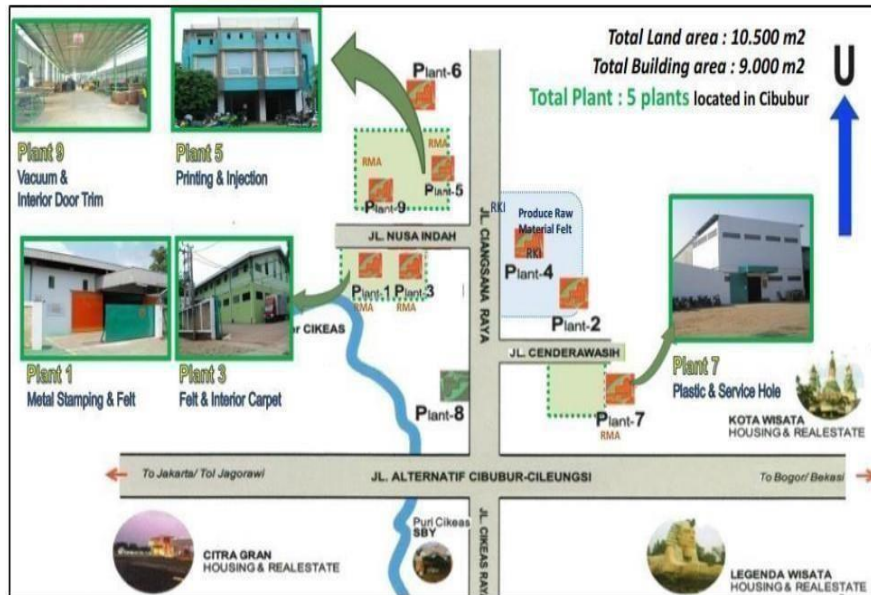 Total Land area : 10.500 m2
Total Building area : 9.000 m2
Total Plant : 5 plants located in Cibubur
U
Plant 9
Vacuum &
Interior Door Trim
Plant 5
Printing & Injection
Plant-6
RMA
Plant-5
RMA
Plant-9
JL. NUSA INDAH
JL. CIANGSANA RAYA
RKI
Produce Raw
Material Felt
RKI
Plant-4
Plant-2
Plant-1
RMA
Plant-3
RMA
CIKEAS
Plant 1
Metal Stamping & Felt
Plant 3
Felt & Interior Carpet
JL. CENDERAWASIH
Plant-8
Plant-7
RMA
Plant 7
Plastic & Service Hole
KOTA WISATA
HOUSING & REALESTATE
To Jakarta/ Tol Jagorawi
JL. ALTERNATIF CIBUBUR-CILEUNGSI
To Bogor/ Bekasi
CITRA GRAN
HOUSING & REALESTATE
Puri Cikeas
SBY
JL. CIKEAS RAYA
LEGENDA WISATA
HOUSING & REALESTATE